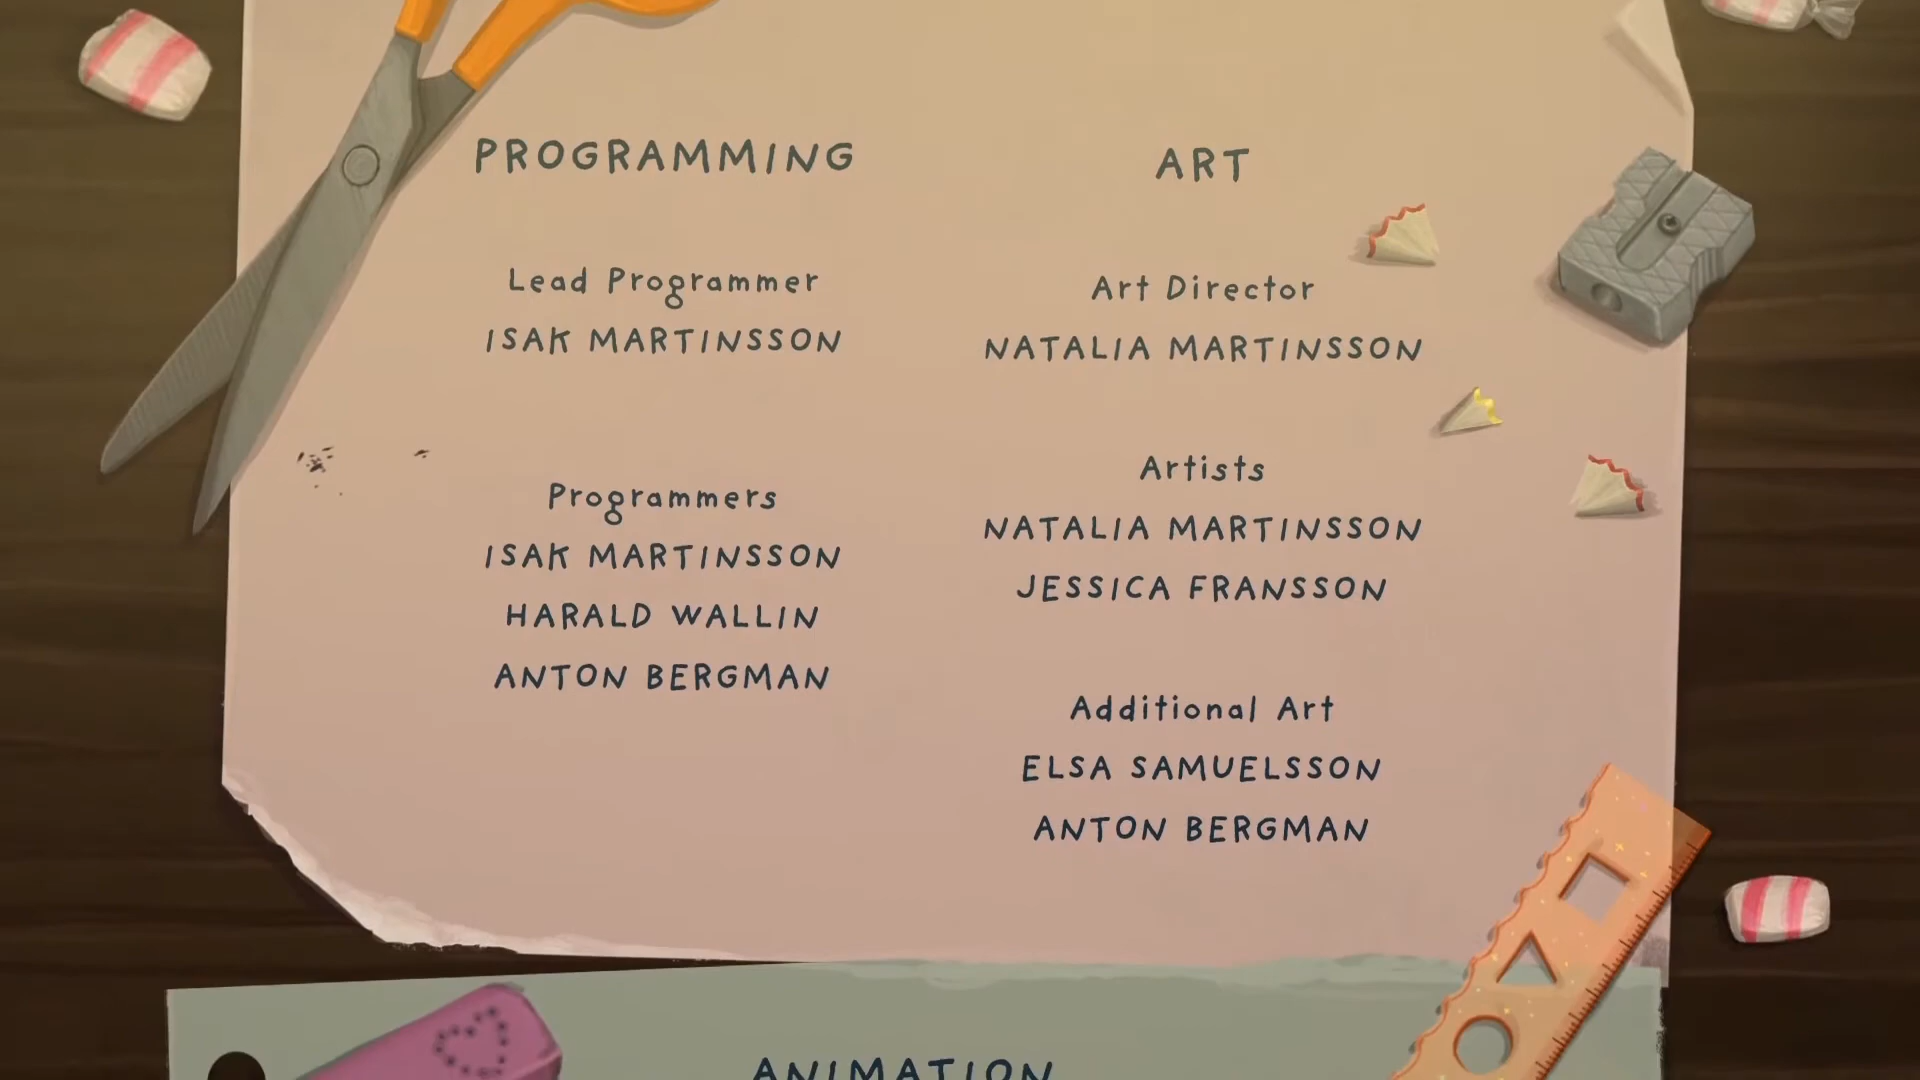 PROGRAMMING
Lead Programmer
ISAK MARTINSSON
Programmers
ISAK MARTINSSON
HARALD WALLIN
ANTON BERGMAN
ART
Art Director
NATALIA MARTINSSON
Artists
NATALIA MARTINSSON
JESSICA FRANSSON
Additional Art
ELSA SAMUELSSON
ANTON BERGMAN
ANIMATION